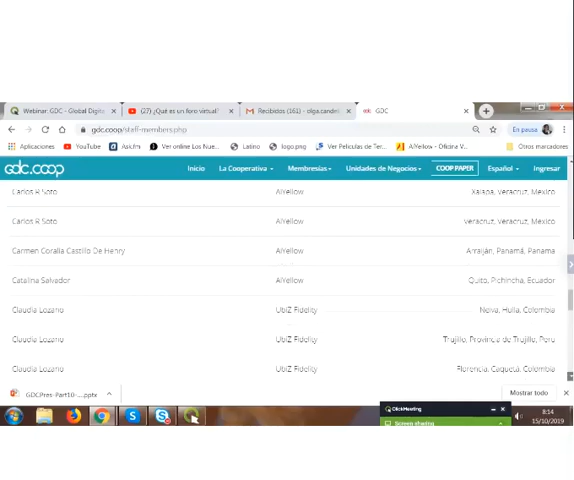 Webinar: GDC - Global Digita
(27) ¿Qué es un foro virtual?
Recibidos (161) - olga.candin
GDC
gdc.coop/staff-members.php
En pausa
Aplicaciones YouTube Ask.fm Ver online Los Nue... Latino logo.png Ver Películas de Ter... AiYellow - Oficina V... Otros marcadores
gdc.coop Inicio La Cooperativa Membresías Unidades de Negocios COOP PAPER Español Ingresar
Carlos R Soto AiYellow Xalapa, Veracruz, Mexico
Carlos R Soto AiYellow Veracruz, Veracruz, Mexico
Carmen Coralia Castillo De Henry AiYellow Arraiján, Panamá, Panama
Catalina Salvador AiYellow Quito, Pichincha, Ecuador
Claudia Lozano UbiZ Fidelity Neiva, Huila, Colombia
Claudia Lozano UbiZ Fidelity Trujillo, Provincia de Trujillo, Peru
Claudia Lozano UbiZ Fidelity Florencia, Caquetá, Colombia
GDCPres-Part10-....pptx Mostrar todo
ClickMeeting
Screen sharing
8:14
15/10/2019